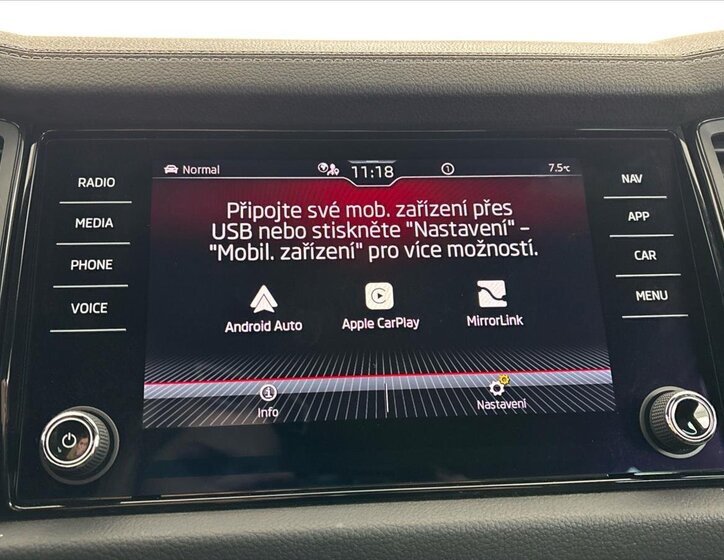 Normal 11:18 7.5°C
RADIO
MEDIA
PHONE
VOICE
Připojte své mob. zařízení přes
USB nebo stiskněte "Nastavení" –
"Mobil. zařízení" pro více možností.
Android Auto Apple CarPlay MirrorLink
Info Nastavení
NAV
APP
CAR
MENU